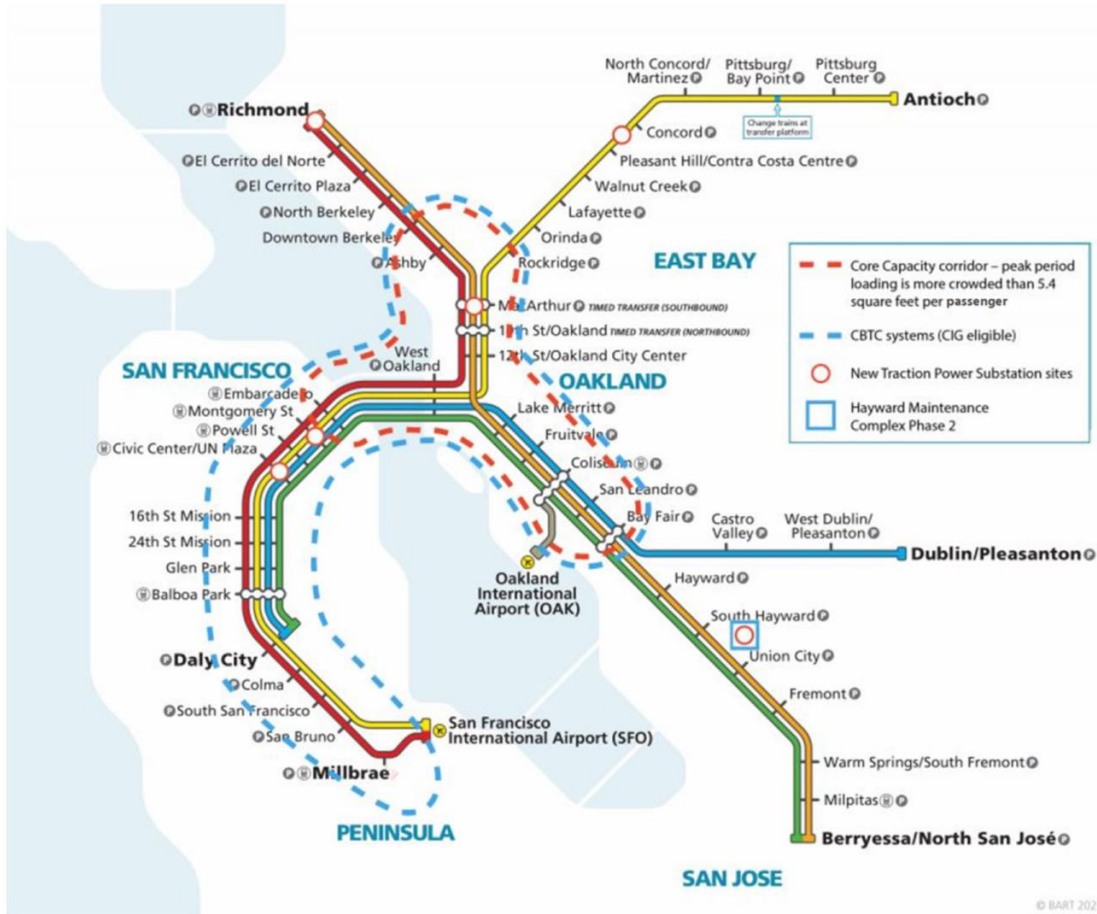 North Concord/
Martinez P
Pittsburg/
Bay Point P
Pittsburg
Center P
Antioch P
Change trains at
transfer platform
P Richmond
Concord P
P El Cerrito del Norte
Pleasant Hill/Contra Costa Centre P
P El Cerrito Plaza
Walnut Creek P
P North Berkeley
Lafayette P
Downtown Berkeley
Orinda P
P Ashby
Rockridge P
EAST BAY
Core Capacity corridor – peak period
loading is more crowded than 5.4
square feet per passenger
CBTC systems (CIG eligible)
New Traction Power Substation sites
Hayward Maintenance
Complex Phase 2
MacArthur P TIMED TRANSFER (SOUTHBOUND)
19th St/Oakland TIMED TRANSFER (NORTHBOUND)
12th St/Oakland City Center
West
P Oakland
SAN FRANCISCO
OAKLAND
Embarcadero
Montgomery St
Powell St
Civic Center/UN Plaza
Lake Merritt P
Fruitvale P
Coliseum P
San Leandro P
Bay Fair P
Castro
Valley P
West Dublin/
Pleasanton P
Dublin/Pleasanton P
16th St Mission
24th St Mission
Glen Park
Balboa Park
Oakland
International
Airport (OAK)
Hayward P
South Hayward P
Union City P
Fremont P
P Daly City
P Colma
P South San Francisco
P San Bruno
P Millbrae
San Francisco
International Airport (SFO)
Warm Springs/South Fremont P
Milpitas P
Berryessa/North San José P
PENINSULA
SAN JOSE
© BART 202